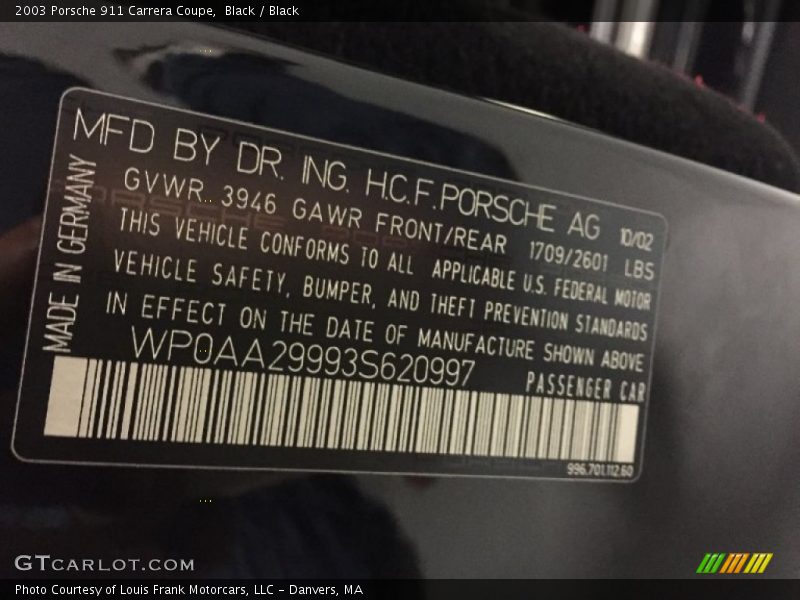 2003 Porsche 911 Carrera Coupe,  Black / Black
MFD BY DR. ING. H.C.F. PORSCHE AG 10/02
GVWR 3946 GAWR FRONT/REAR 1709/2601 LBS
THIS VEHICLE CONFORMS TO ALL APPLICABLE U.S. FEDERAL MOTOR
VEHICLE SAFETY, BUMPER, AND THEFT PREVENTION STANDARDS
IN EFFECT ON THE DATE OF MANUFACTURE SHOWN ABOVE
WP0AA29993S620997
PASSENGER CAR
MADE IN GERMANY
996.701.112.60
GTCARLOT.COM
Photo Courtesy of Louis Frank Motorcars, LLC - Danvers, MA